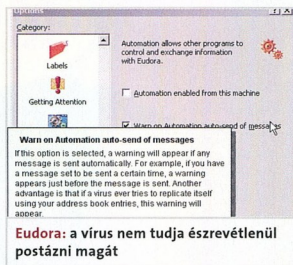 Options
Category:
Labels
Getting Attention
Automation allows other programs to
control and exchange information
with Eudora.
Automation enabled from this machine
Warn on Automation auto-send of messages
Warn on Automation auto-send of messages
If this option is selected, a warning will appear if any
message is sent automatically. For example, if you have
a message set to be sent a certain time, a warning
appears just before the message is sent. Another
advantage is that if a virus ever tries to replicate itself
using your address book entries, this warning will
appear.
Eudora: a vírus nem tudja észrevétlenül
postázni magát